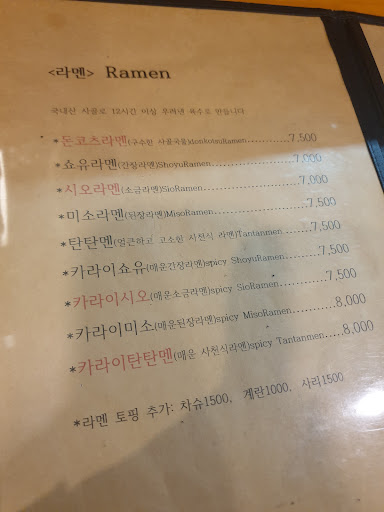 <라멘> Ramen
국내산 사골로 12시간 이상 우려낸 육수로 만듭니다
*돈코츠라멘(구수한 사골국물)donkotsuRamen...........7,500
*쇼유라멘(간장라멘)ShoyuRamen......................7,000
*시오라멘(소금라멘)SioRamen.........................7,000
*미소라멘(된장라멘)MisoRamen........................7,500
*탄탄멘(얼큰하고 고소한 사천식 라멘)Tantanmen .......7,500
*카라이쇼유(매운간장라멘)spicy ShoyuRamen........7,500
*카라이시오(매운소금라멘)spicy SioRamen..........7,500
*카라이미소(매운된장라멘)spicy MisoRamen.........8,000
*카라이탄탄멘(매운 사천식라멘)spicy Tantanmen.....8,000
*라멘 토핑 추가: 차슈1500, 계란1000, 사리1500